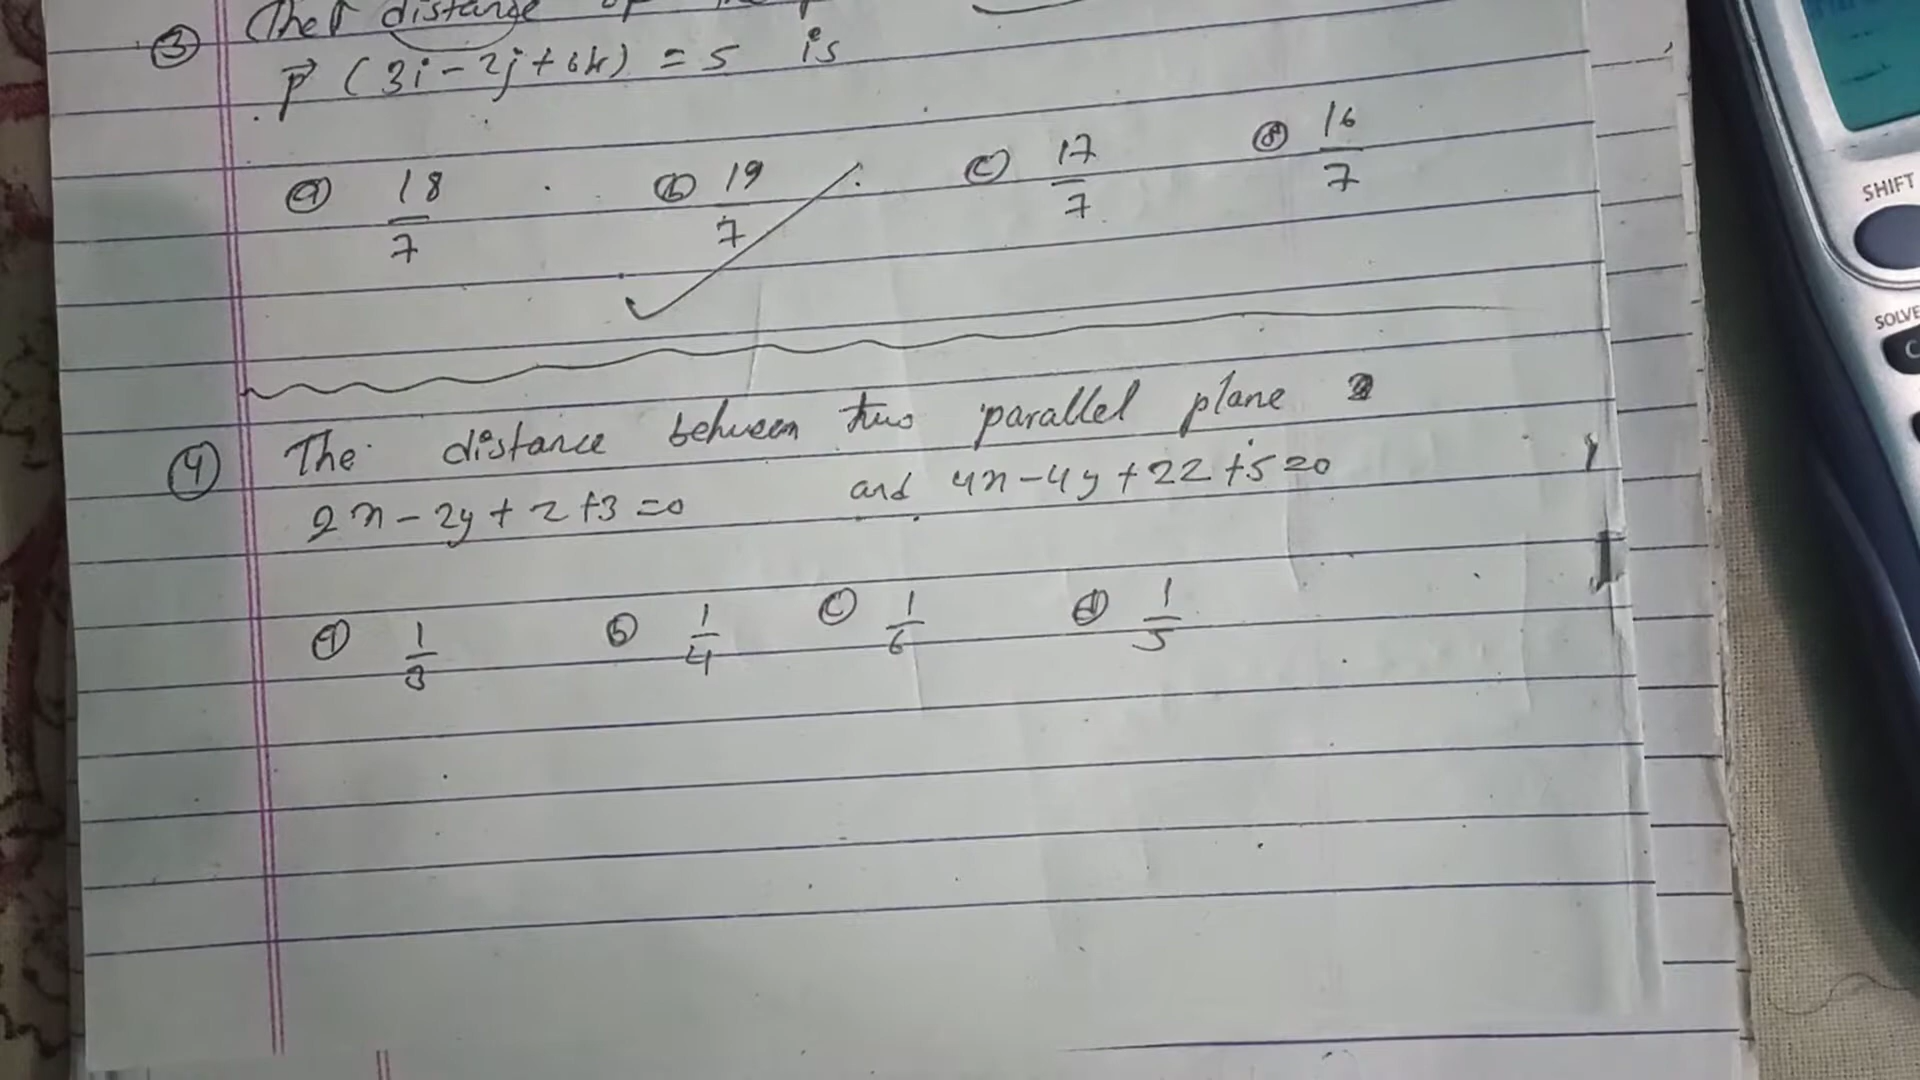 ③ The distance
p⃗ (3i - 2j + 6k) = 5 is
ⓐ 18/7 ⓑ 19/7 ⓒ 17/7 ⓓ 16/7
④ The distance between two parallel plane
2x - 2y + z + 3 = 0 and 4x - 4y + 2z + 5 = 0
ⓐ 1/3 ⓑ 1/4 ⓒ 1/6 ⓓ 1/5
SHIFT
SOLVE